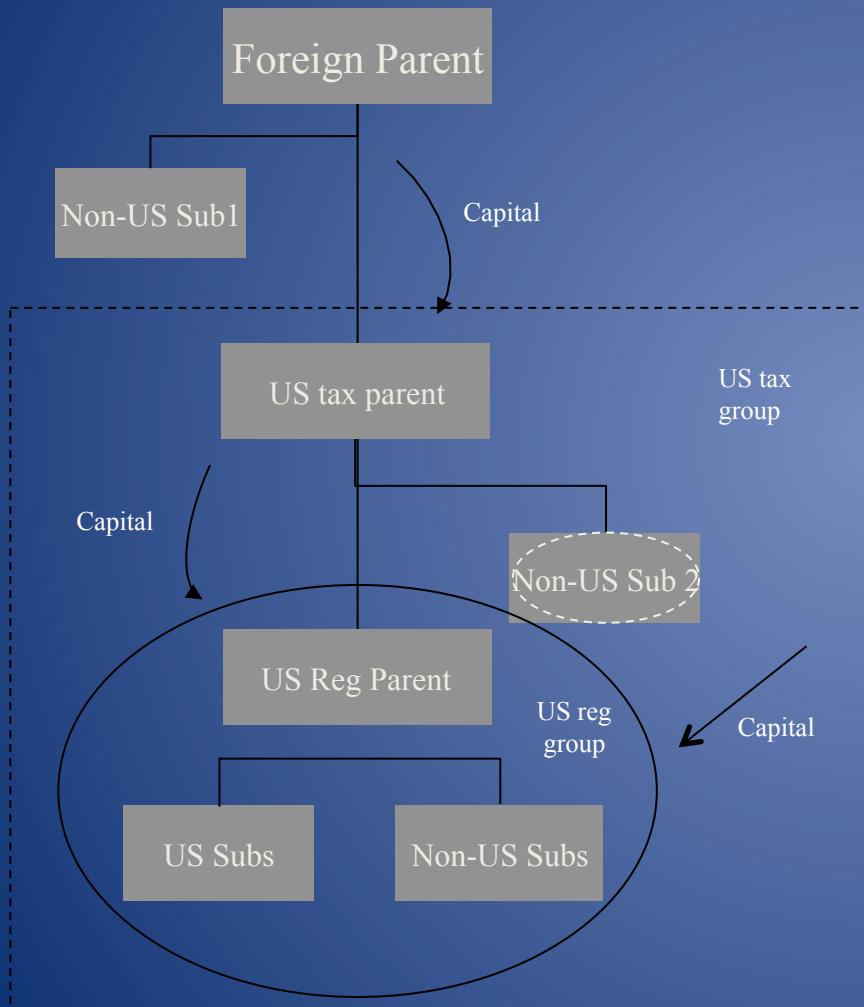 Foreign Parent
Non-US Sub1
Capital
US tax parent
US tax
group
Capital
Non-US Sub 2
US Reg Parent
US reg
group
Capital
US Subs
Non-US Subs